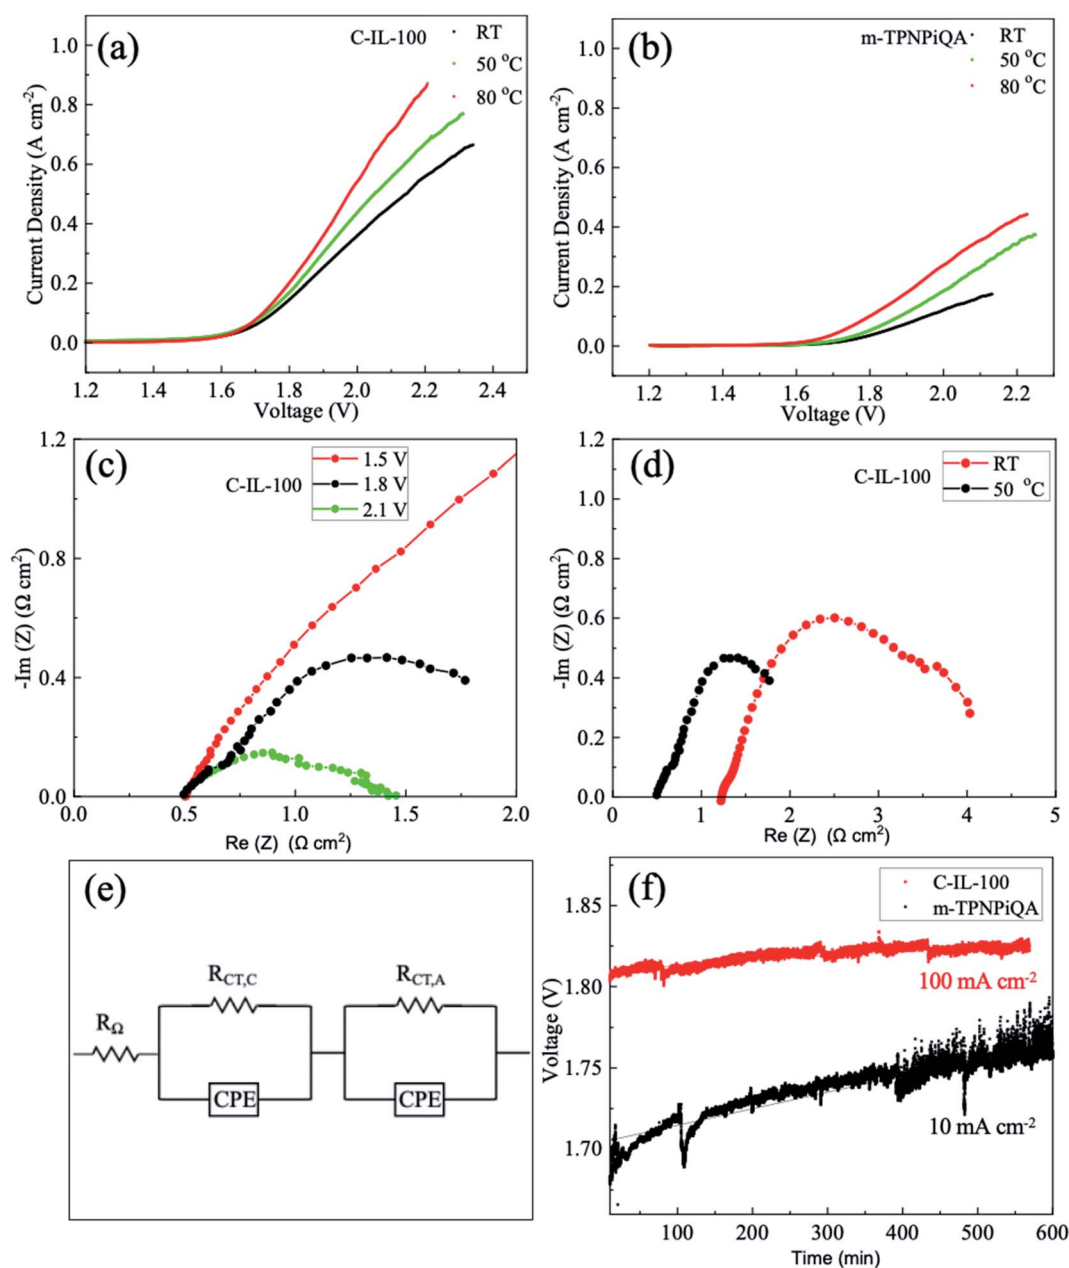 (a)
C-IL-100
RT
50 °C
80 °C
1.0
0.8
0.6
0.4
0.2
0.0
Current Density (A cm⁻²)
1.2 1.4 1.6 1.8 2.0 2.2 2.4
Voltage (V)
(b)
m-TPNPiQA
RT
50 °C
80 °C
1.0
0.8
0.6
0.4
0.2
0.0
Current Density (A cm⁻²)
1.2 1.4 1.6 1.8 2.0 2.2
Voltage (V)
(c)
C-IL-100
1.5 V
1.8 V
2.1 V
1.2
0.8
0.4
0.0
-Im (Z) (Ω cm²)
0.0 0.5 1.0 1.5 2.0
Re (Z) (Ω cm²)
(d)
C-IL-100
RT
50 °C
1.2
1.0
0.8
0.6
0.4
0.2
0.0
-Im (Z) (Ω cm²)
0 1 2 3 4 5
Re (Z) (Ω cm²)
(e)
R_CT,C
R_CT,A
R_Ω
CPE
CPE
(f)
C-IL-100
m-TPNPiQA
1.85
1.80
1.75
1.70
Voltage (V)
100 mA cm⁻²
10 mA cm⁻²
100 200 300 400 500 600
Time (min)